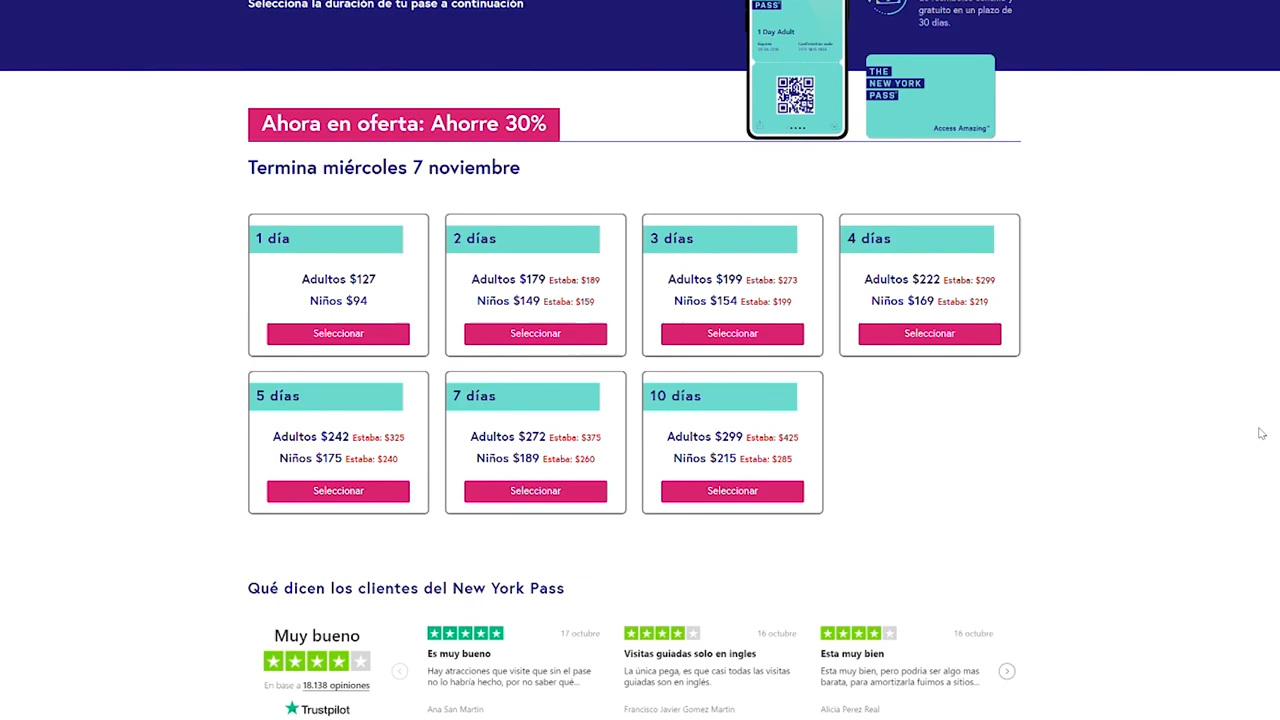 Selecciona la duración de tu pase a continuación
gratuito en un plazo de
30 días.
PASS
1 Day Adult
THE
NEW YORK
PASS
Access Amazing™
Ahora en oferta: Ahorre 30%
Termina miércoles 7 noviembre
1 día
Adultos $127
Niños $94
Seleccionar
2 días
Adultos $179 Estaba: $189
Niños $149 Estaba: $159
Seleccionar
3 días
Adultos $199 Estaba: $273
Niños $154 Estaba: $199
Seleccionar
4 días
Adultos $222 Estaba: $299
Niños $169 Estaba: $219
Seleccionar
5 días
Adultos $242 Estaba: $325
Niños $175 Estaba: $240
Seleccionar
7 días
Adultos $272 Estaba: $375
Niños $189 Estaba: $260
Seleccionar
10 días
Adultos $299 Estaba: $425
Niños $215 Estaba: $285
Seleccionar
Qué dicen los clientes del New York Pass
Muy bueno
En base a 18.138 opiniones
Trustpilot
17 octubre
Es muy bueno
Hay atracciones que visite que sin el pase
no lo habría hecho, por no saber qué...
Ana San Martin
16 octubre
Visitas guiadas solo en ingles
La única pega, es que casi todas las visitas
guiadas son en inglés.
Francisco Javier Gomez Martin
16 octubre
Esta muy bien
Esta muy bien, pero podria ser algo mas
barata, para amortizarla fuimos a sitios...
Alicia Perez Real